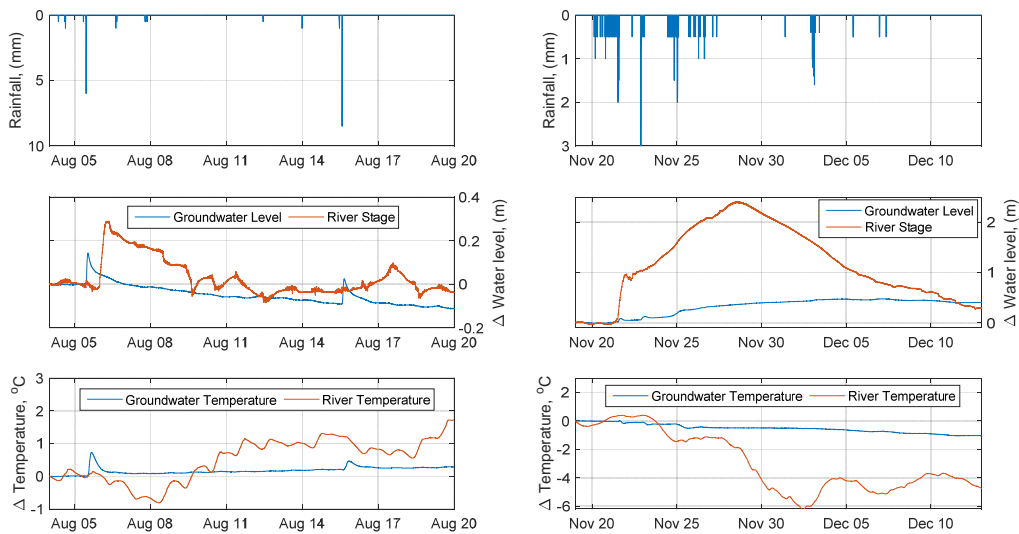 0
5
10
Rainfall, (mm)
Aug 05 Aug 08 Aug 11 Aug 14 Aug 17 Aug 20
0
1
2
3
Rainfall, (mm)
Nov 20 Nov 25 Nov 30 Dec 05 Dec 10
Groundwater Level River Stage
0.4
0.2
0
-0.2
Δ Water level, (m)
Aug 05 Aug 08 Aug 11 Aug 14 Aug 17 Aug 20
Groundwater Level
River Stage
2
1
0
Δ Water level, (m)
Nov 20 Nov 25 Nov 30 Dec 05 Dec 10
Groundwater Temperature River Temperature
3
2
1
0
-1
Δ Temperature, °C
Aug 05 Aug 08 Aug 11 Aug 14 Aug 17 Aug 20
Groundwater Temperature River Temperature
2
0
-2
-4
-6
Δ Temperature, °C
Nov 20 Nov 25 Nov 30 Dec 05 Dec 10